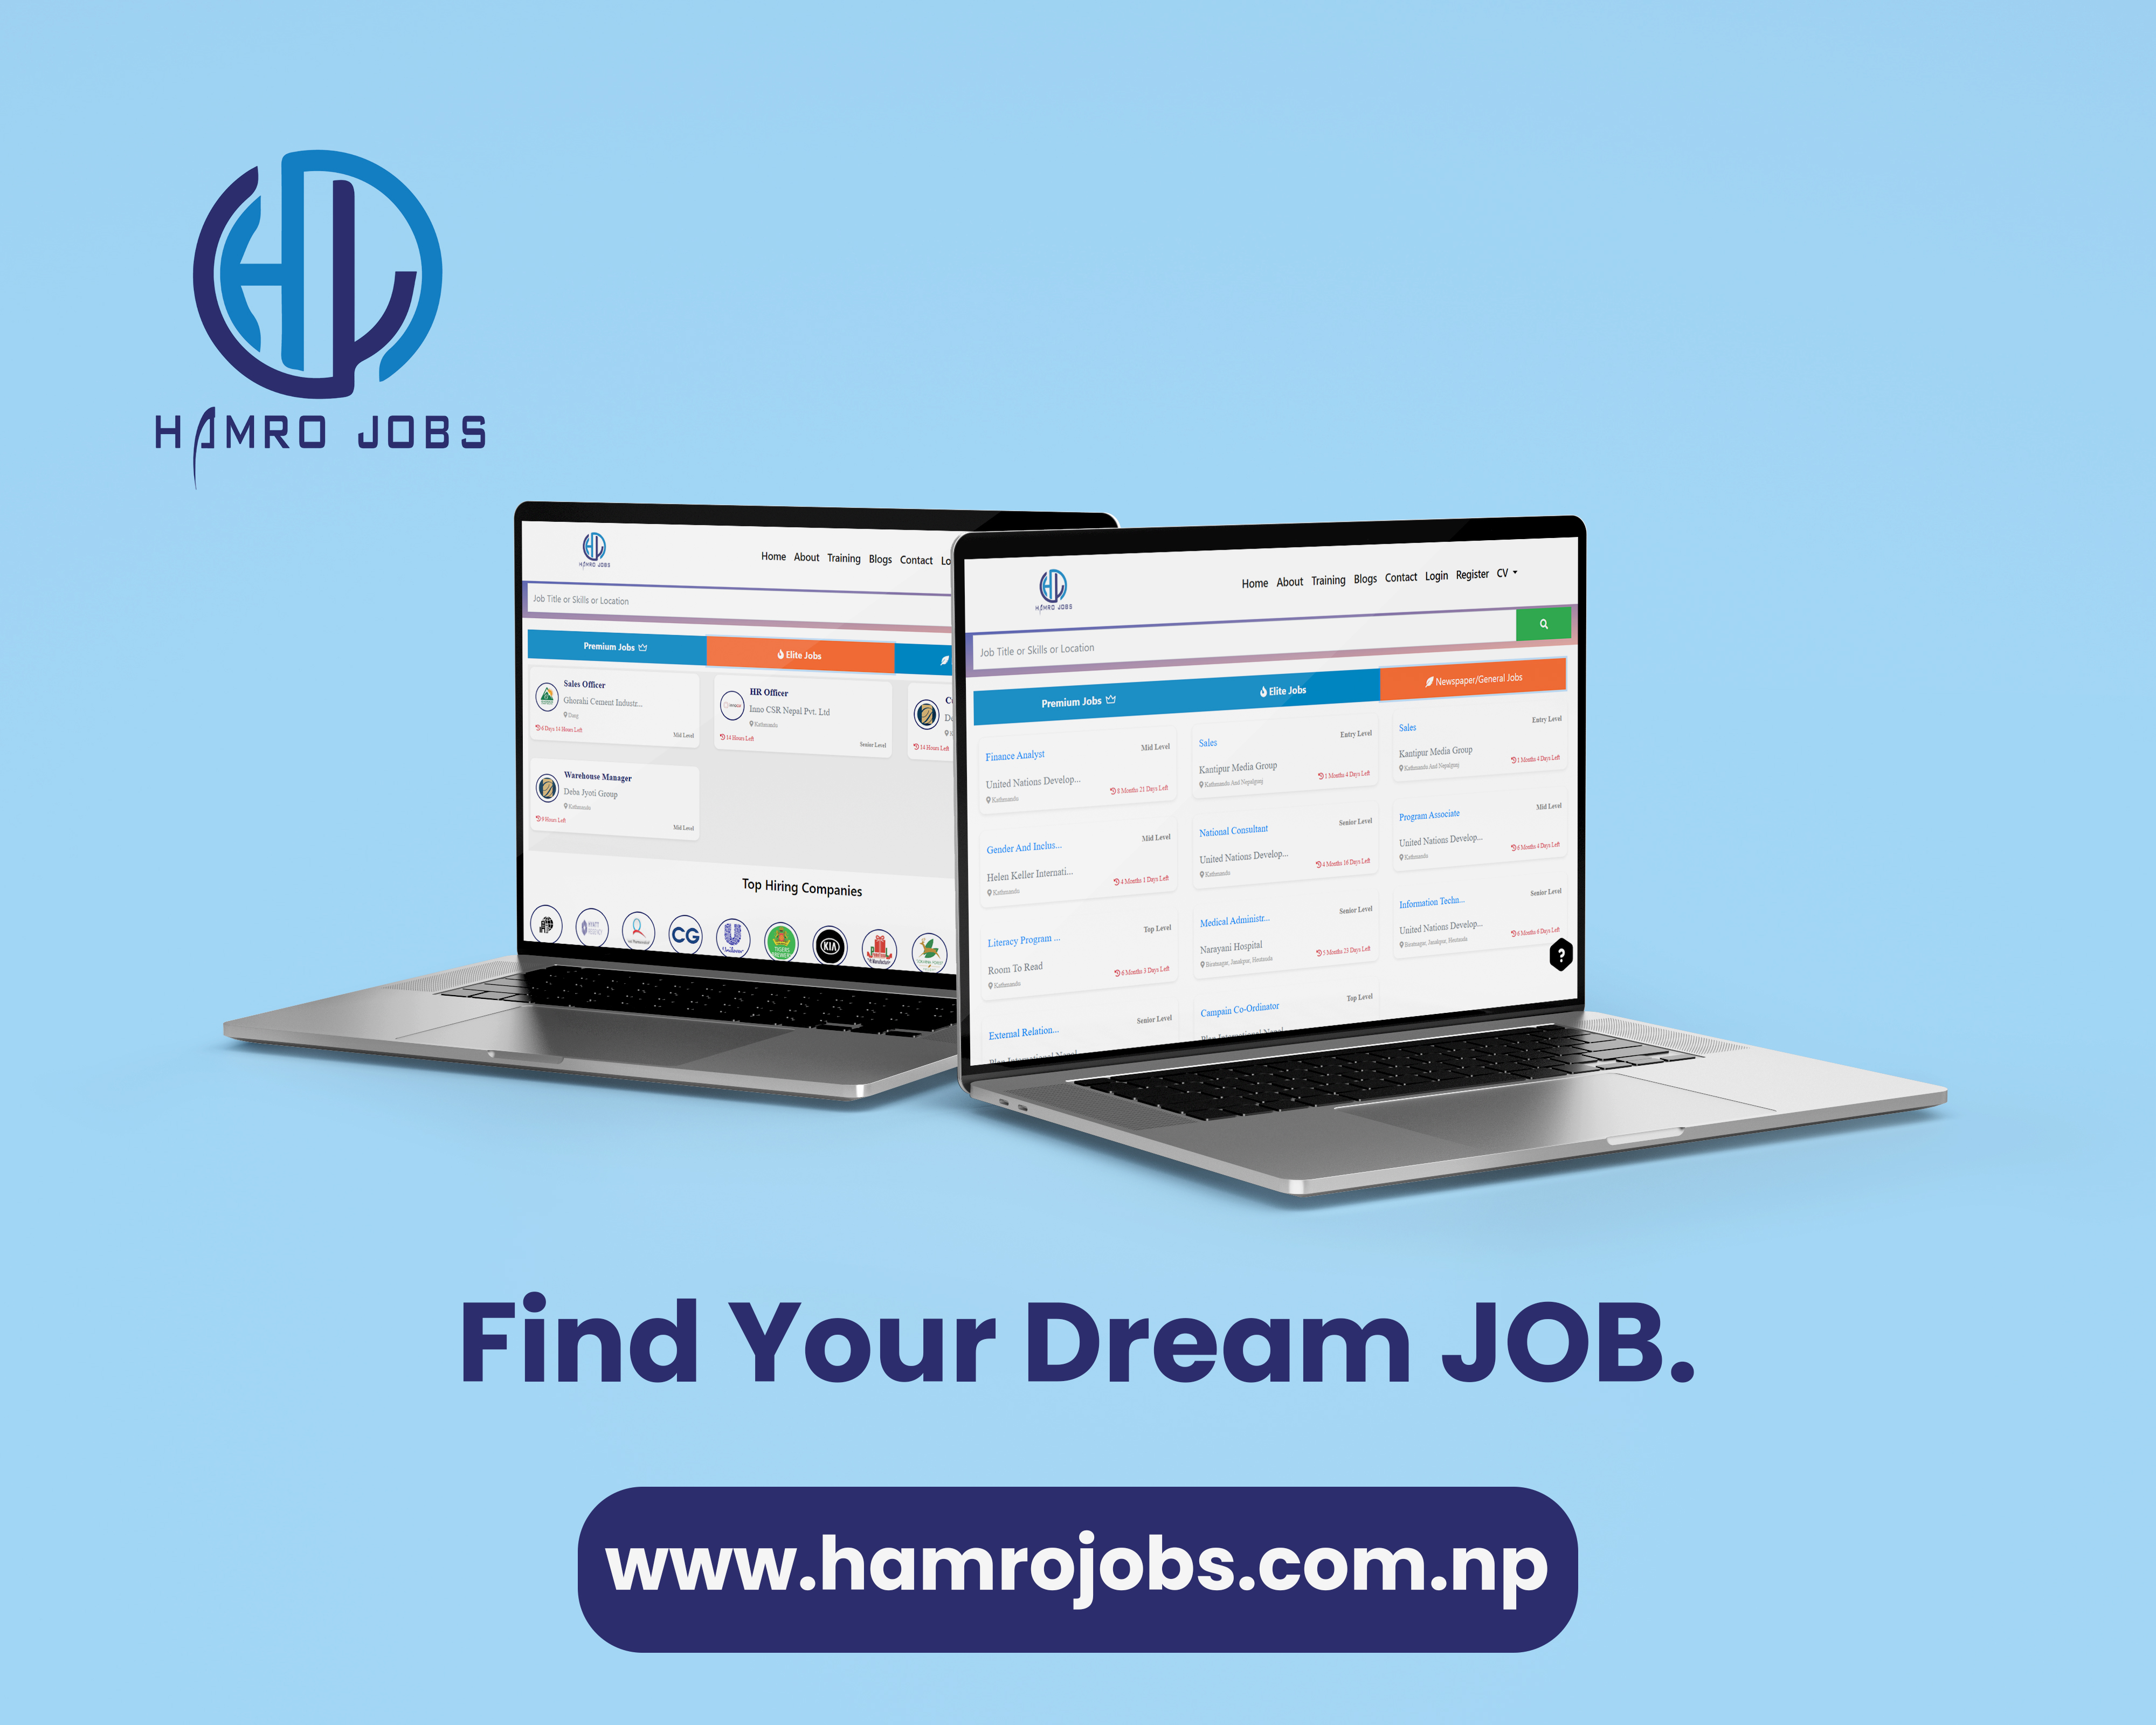 HAMRO JOBS
HAMRO JOBS
Home About Training Blogs Contact Lo
Job Title or Skills or Location
Premium Jobs
Elite Jobs
Sales Officer
Ghorahi Cement Industr...
Dang
6 Days 14 Hours Left
Mid Level
HR Officer
Inno CSR Nepal Pvt. Ltd
Kathmandu
14 Hours Left
Senior Level
14 Hours Left
Warehouse Manager
Deba Jyoti Group
Kathmandu
9 Hours Left
Mid Level
Top Hiring Companies
CG
Unilever
KIA
HAMRO JOBS
Home About Training Blogs Contact Login Register CV
Job Title or Skills or Location
Premium Jobs
Elite Jobs
Newspaper/General Jobs
Finance Analyst
Mid Level
United Nations Develop...
Kathmandu
8 Months 21 Days Left
Sales
Entry Level
Kantipur Media Group
Kathmandu And Nepalgunj
1 Months 4 Days Left
Sales
Entry Level
Kantipur Media Group
Kathmandu And Nepalgunj
1 Months 4 Days Left
Gender And Inclus...
Mid Level
Helen Keller Internati...
Kathmandu
4 Months 1 Days Left
National Consultant
Senior Level
United Nations Develop...
Kathmandu
4 Months 16 Days Left
Program Associate
Mid Level
United Nations Develop...
Kathmandu
6 Months 4 Days Left
Literacy Program ...
Top Level
Room To Read
Kathmandu
6 Months 3 Days Left
Medical Administr...
Senior Level
Narayani Hospital
Biratnagar, Janakpur, Hetauda
5 Months 23 Days Left
Information Techn...
Senior Level
United Nations Develop...
Biratnagar, Janakpur, Hetauda
6 Months 6 Days Left
?
External Relation...
Senior Level
Plan International Nepal
Campain Co-Ordinator
Top Level
Plan International Nepal
Find Your Dream JOB.
www.hamrojobs.com.np